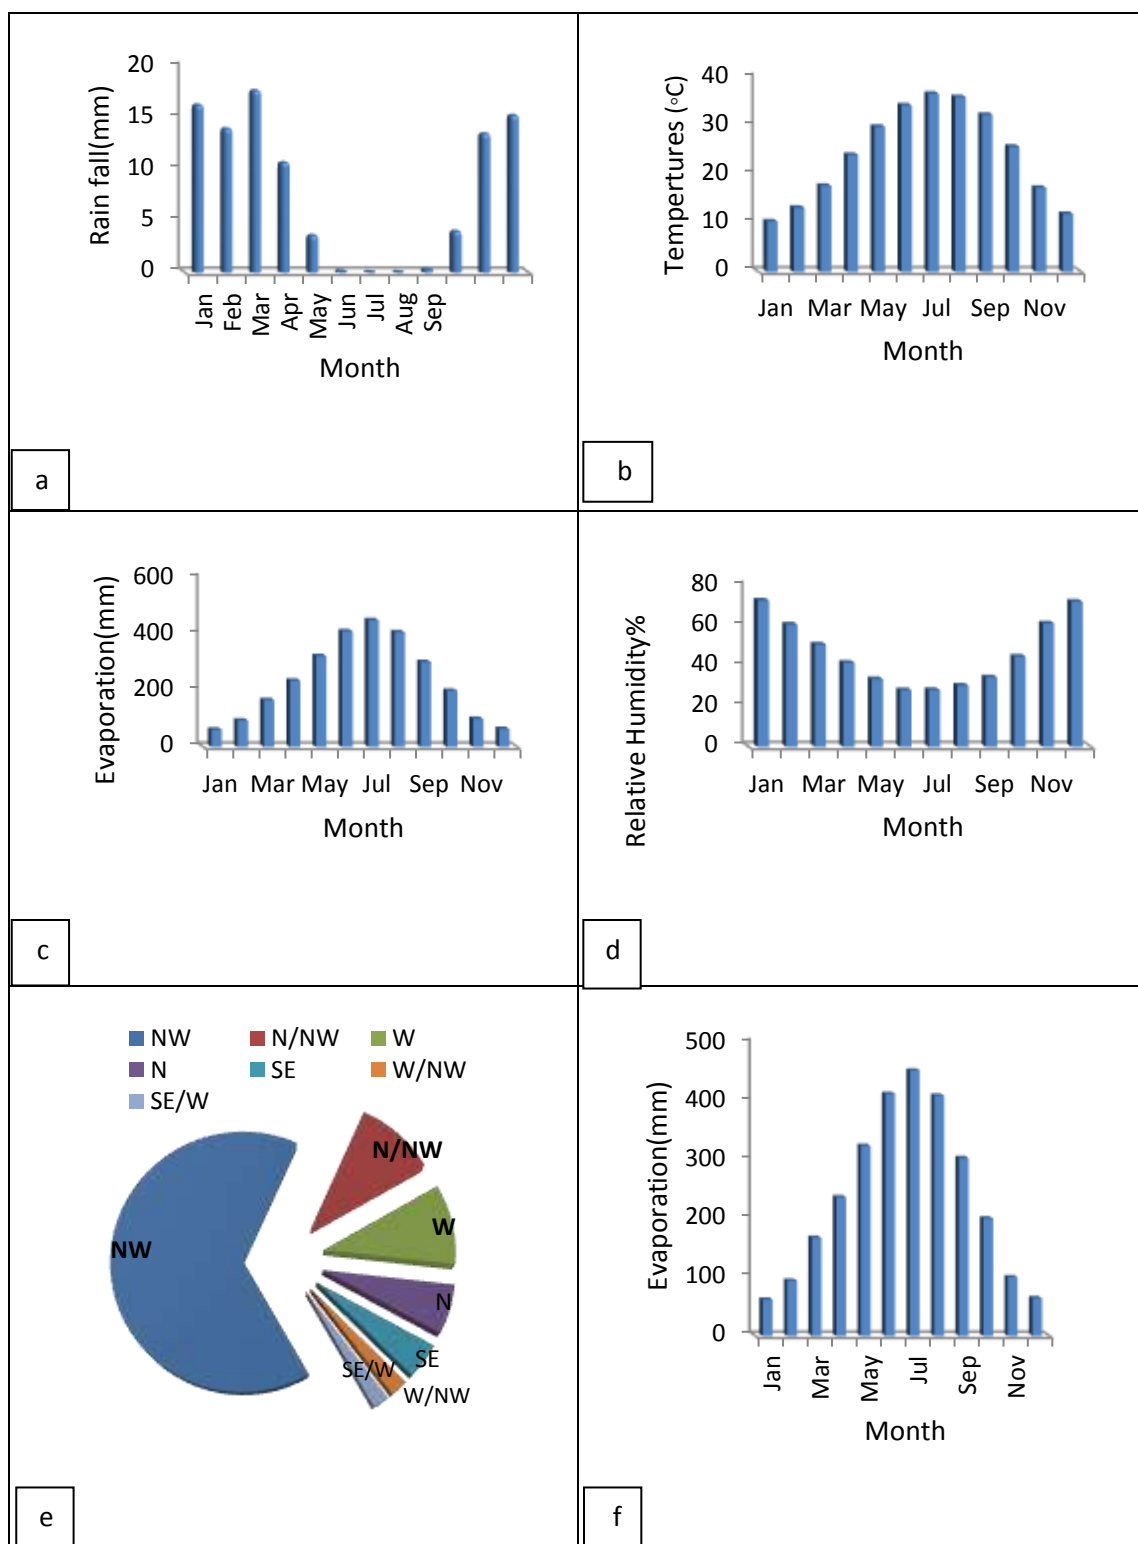 20
15
10
5
0
Rain fall(mm)
Jan
Feb
Mar
Apr
May
Jun
Jul
Aug
Sep
Month
a
40
30
20
10
0
Tempertures (◦C)
Jan Mar May Jul Sep Nov
Month
b
600
400
200
0
Evaporation(mm)
Jan Mar May Jul Sep Nov
Month
c
80
60
40
20
0
Relative Humidity%
Jan Mar May Jul Sep Nov
Month
d
NW N/NW W
N SE W/NW
SE/W
N/NW
W
NW
N
SE
SE/W
W/NW
e
500
400
300
200
100
0
Evaporation(mm)
Jan
Mar
May
Jul
Sep
Nov
Month
f